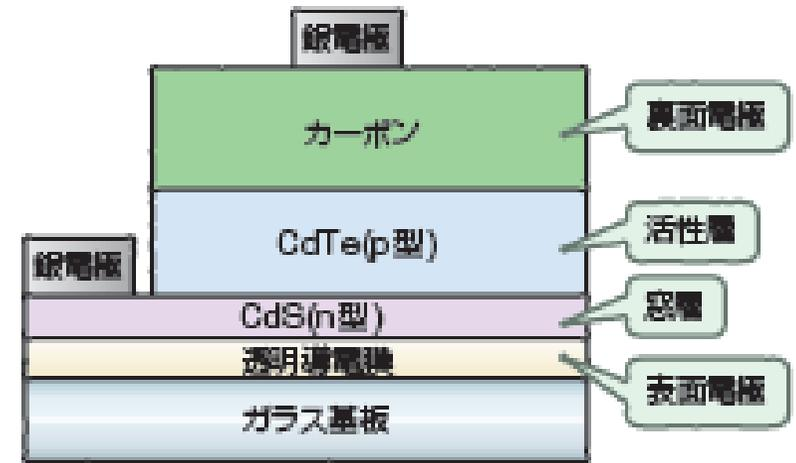 銀電極
カーボン
裏面電極
CdTe(p型)
活性層
銀電極
CdS(n型)
窓層
透明導電膜
表面電極
ガラス基板